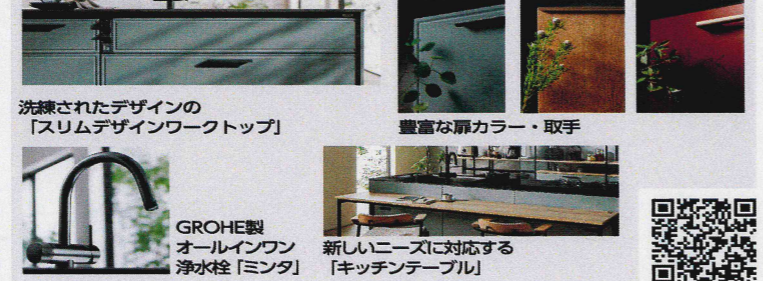 洗練されたデザインの
「スリムデザインワークトップ」
豊富な扉カラー・取手
GROHE製
オールインワン
浄水栓「ミンタ」
新しいニーズに対応する
「キッチンテーブル」